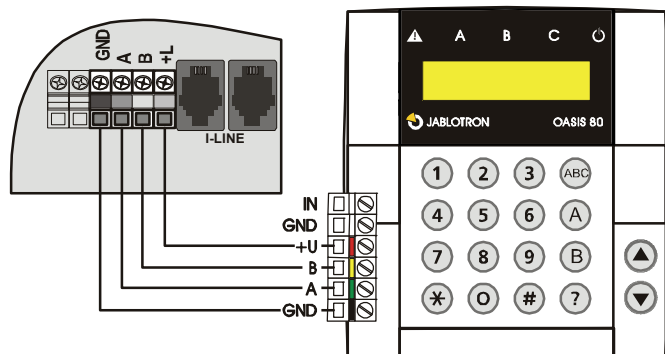 GND A B +L
I-LINE
IN
GND
+U
B
A
GND
A B C
JABLOTRON OASIS 80
1 2 3 ABC
4 5 6 A
7 8 9 B
* 0 # ?